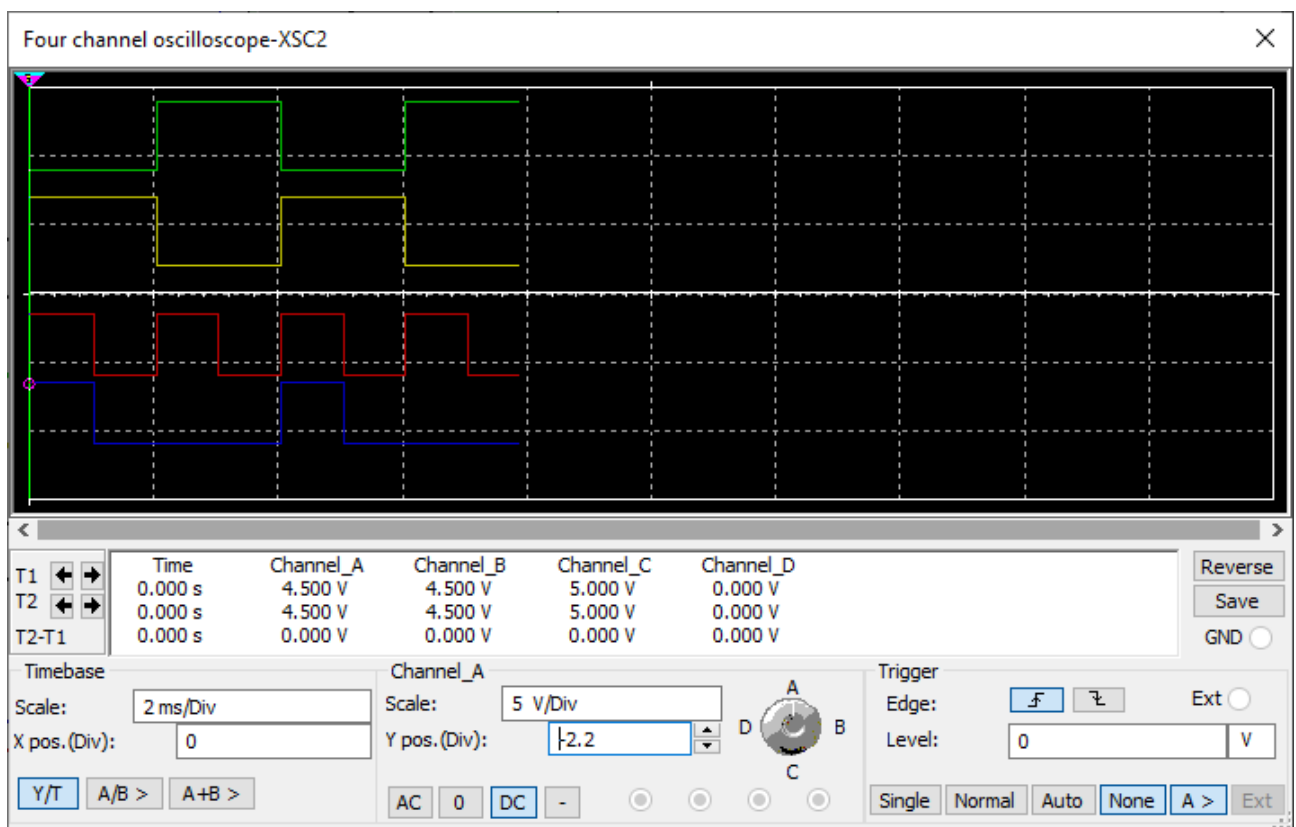 Four channel oscilloscope-XSC2
T1
T2
T2-T1
Time Channel_A Channel_B Channel_C Channel_D
0.000 s 4.500 V 4.500 V 5.000 V 0.000 V
0.000 s 4.500 V 4.500 V 5.000 V 0.000 V
0.000 s 0.000 V 0.000 V 0.000 V 0.000 V
Reverse
Save
GND
Timebase
Scale: 2 ms/Div
X pos.(Div): 0
Y/T A/B > A+B >
Channel_A
Scale: 5 V/Div
Y pos.(Div): -2.2
AC 0 DC -
A
D B
C
Trigger
Edge: Ext
Level: 0 V
Single Normal Auto None A > Ext